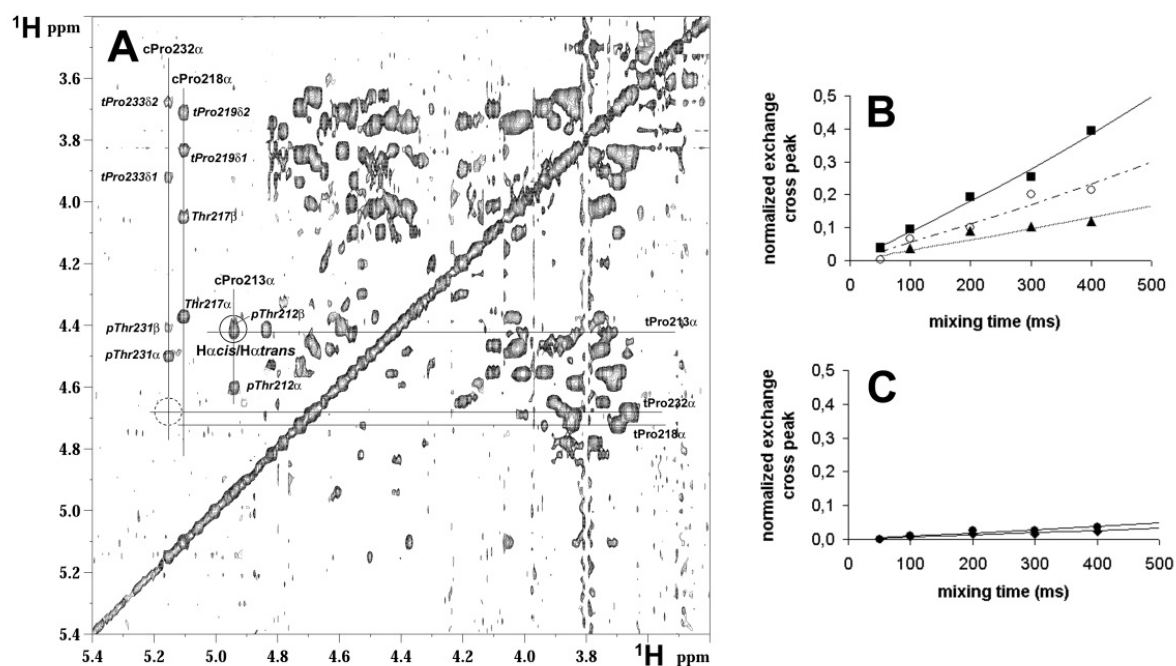 ¹H ppm
A
cPro232α
cPro218α
3.6
tPro233δ2
tPro219δ2
3.8
tPro219δ1
tPro233δ1
4.0
Thr217β
4.2
cPro213α
Thr217α
pThr212β
4.4
pThr231β
tPro213α
Hαcis/Hαtrans
pThr231α
4.6
pThr212α
tPro232α
tPro218α
4.8
5.0
5.2
5.4
5.4 5.2 5.0 4.8 4.6 4.4 4.2 4.0 3.8 ¹H ppm
B
normalized exchange
cross peak
0,5
0,4
0,3
0,2
0,1
0
0 100 200 300 400 500
mixing time (ms)
C
normalized exchange
cross peak
0,5
0,4
0,3
0,2
0,1
0,0
0 100 200 300 400 500
mixing time (ms)